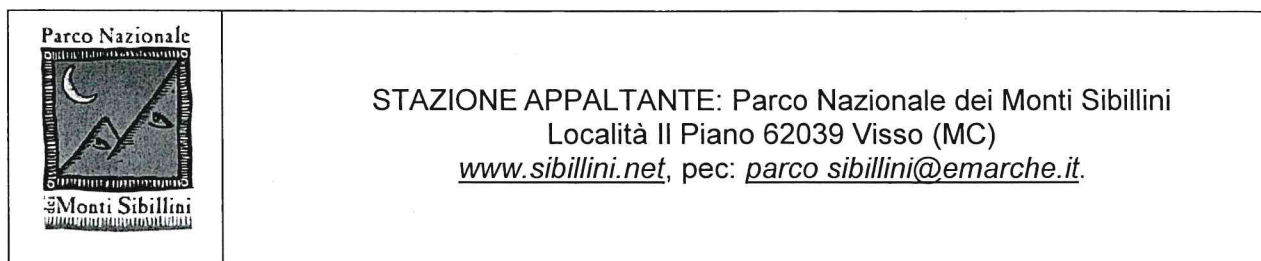 Parco Nazionale
dei Monti Sibillini
STAZIONE APPALTANTE: Parco Nazionale dei Monti Sibillini
Località Il Piano 62039 Visso (MC)
www.sibillini.net, pec: parco sibillini@emarche.it.